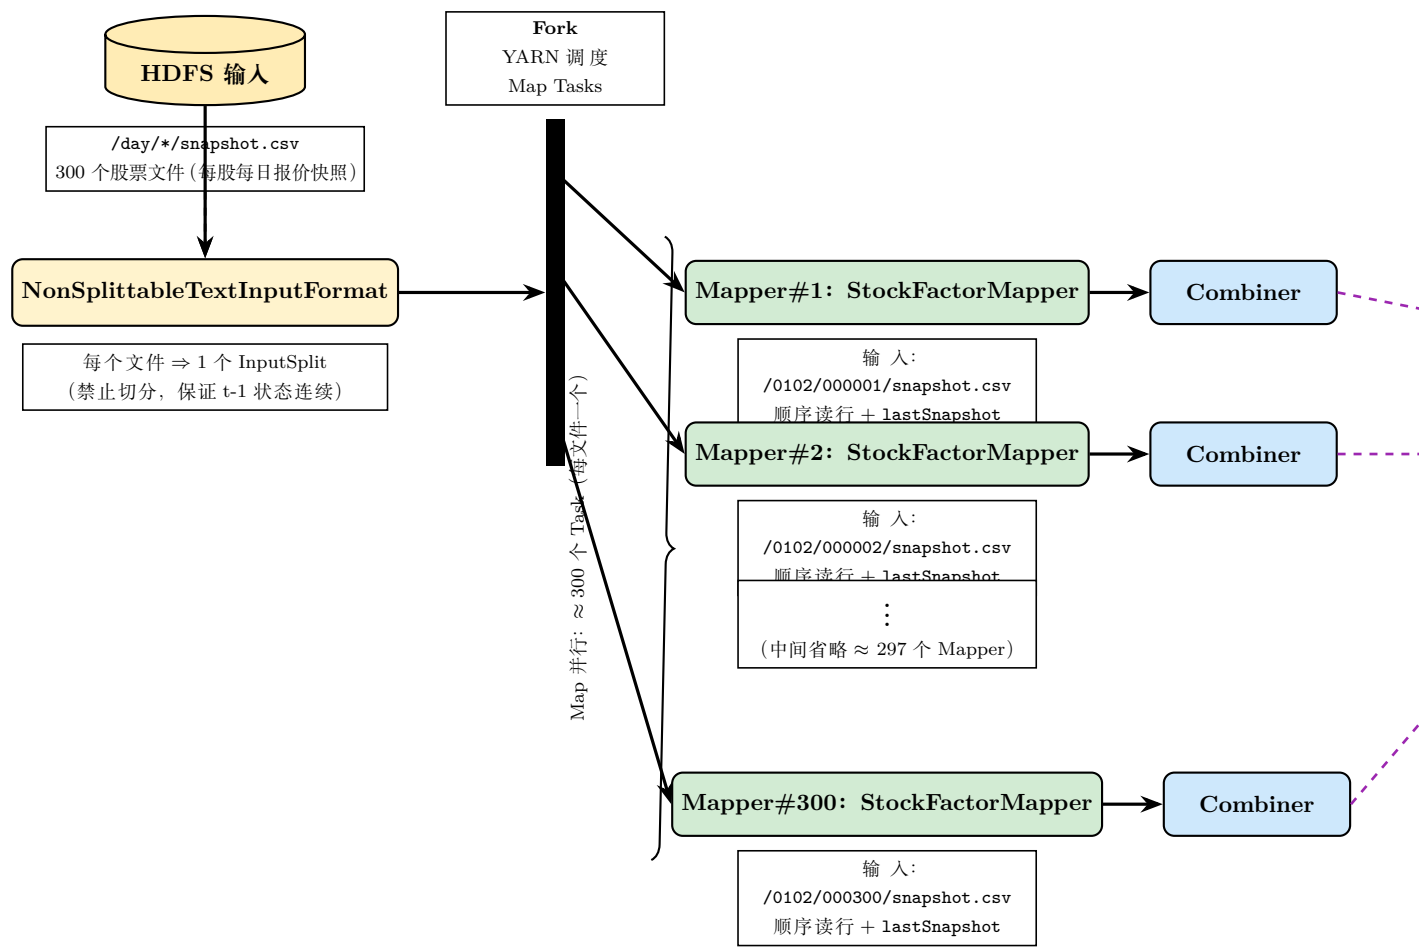 HDFS 输入
/day/*/snapshot.csv
300 个股票文件(每股每日报价快照)
NonSplittableTextInputFormat
每个文件 ⇒ 1 个 InputSplit
(禁止切分，保证 t-1 状态连续)
Fork
YARN 调度
Map Tasks
Map 并行：≈ 300 个 Task (每文件一个)
Mapper#1: StockFactorMapper
Combiner
输 入:
/0102/000001/snapshot.csv
顺序读行 + lastSnapshot
Mapper#2: StockFactorMapper
Combiner
输 入:
/0102/000002/snapshot.csv
顺序读行 + lastSnapshot
⋮
(中间省略 ≈ 297 个 Mapper)
Mapper#300: StockFactorMapper
Combiner
输 入:
/0102/000300/snapshot.csv
顺序读行 + lastSnapshot